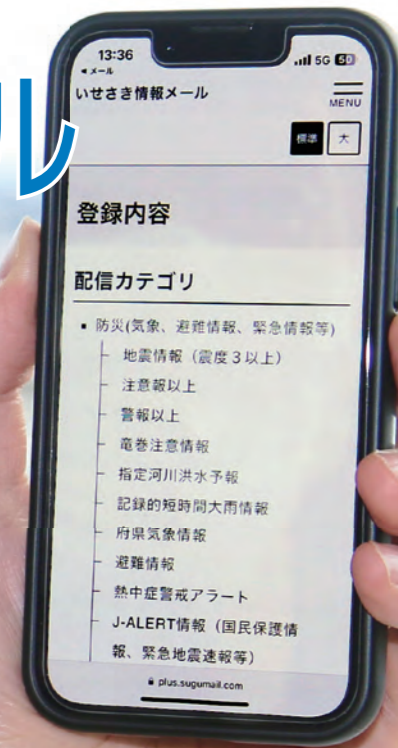 ル
13:36
5G 50
◀メール
いせさき情報メール
MENU
標準 大
登録内容
配信カテゴリ
▪ 防災(気象、避難情報、緊急情報等)
地震情報（震度３以上）
注意報以上
警報以上
竜巻注意情報
指定河川洪水予報
記録的短時間大雨情報
府県気象情報
避難情報
熱中症警戒アラート
J-ALERT情報（国民保護情
報、緊急地震速報等）
plus.sugumail.com